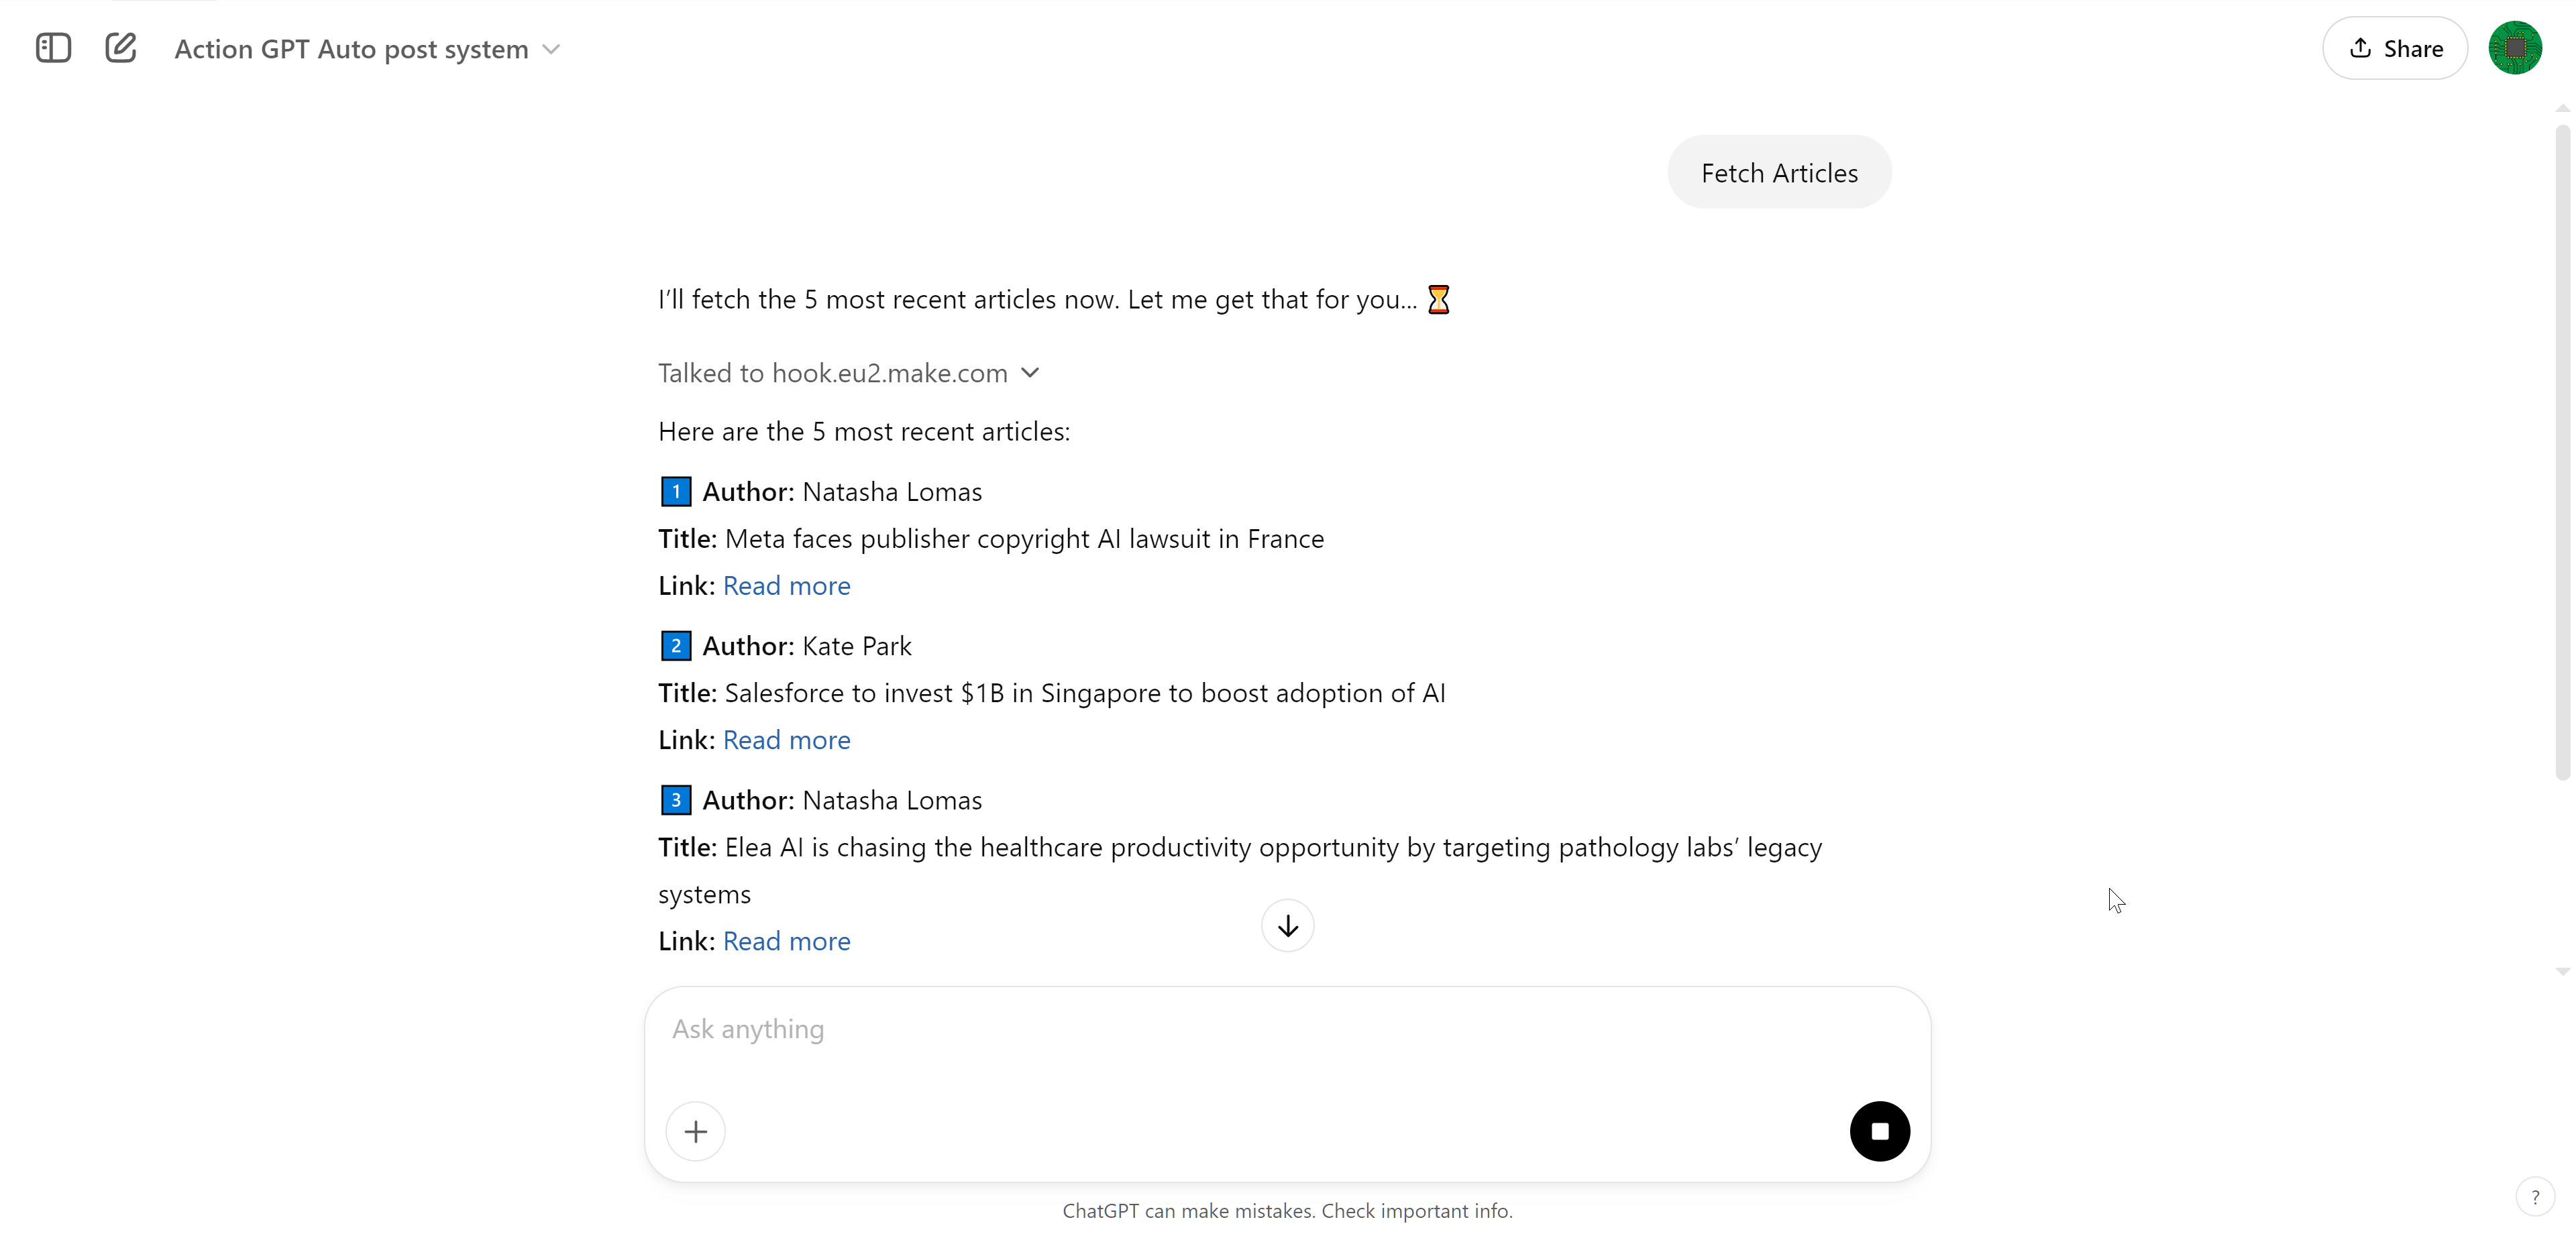 Action GPT Auto post system
Share
Fetch Articles
I’ll fetch the 5 most recent articles now. Let me get that for you... ⏳
Talked to hook.eu2.make.com
Here are the 5 most recent articles:
1 Author: Natasha Lomas
Title: Meta faces publisher copyright AI lawsuit in France
Link: Read more
2 Author: Kate Park
Title: Salesforce to invest $1B in Singapore to boost adoption of AI
Link: Read more
3 Author: Natasha Lomas
Title: Elea AI is chasing the healthcare productivity opportunity by targeting pathology labs’ legacy
systems
Link: Read more
Ask anything
ChatGPT can make mistakes. Check important info.
?